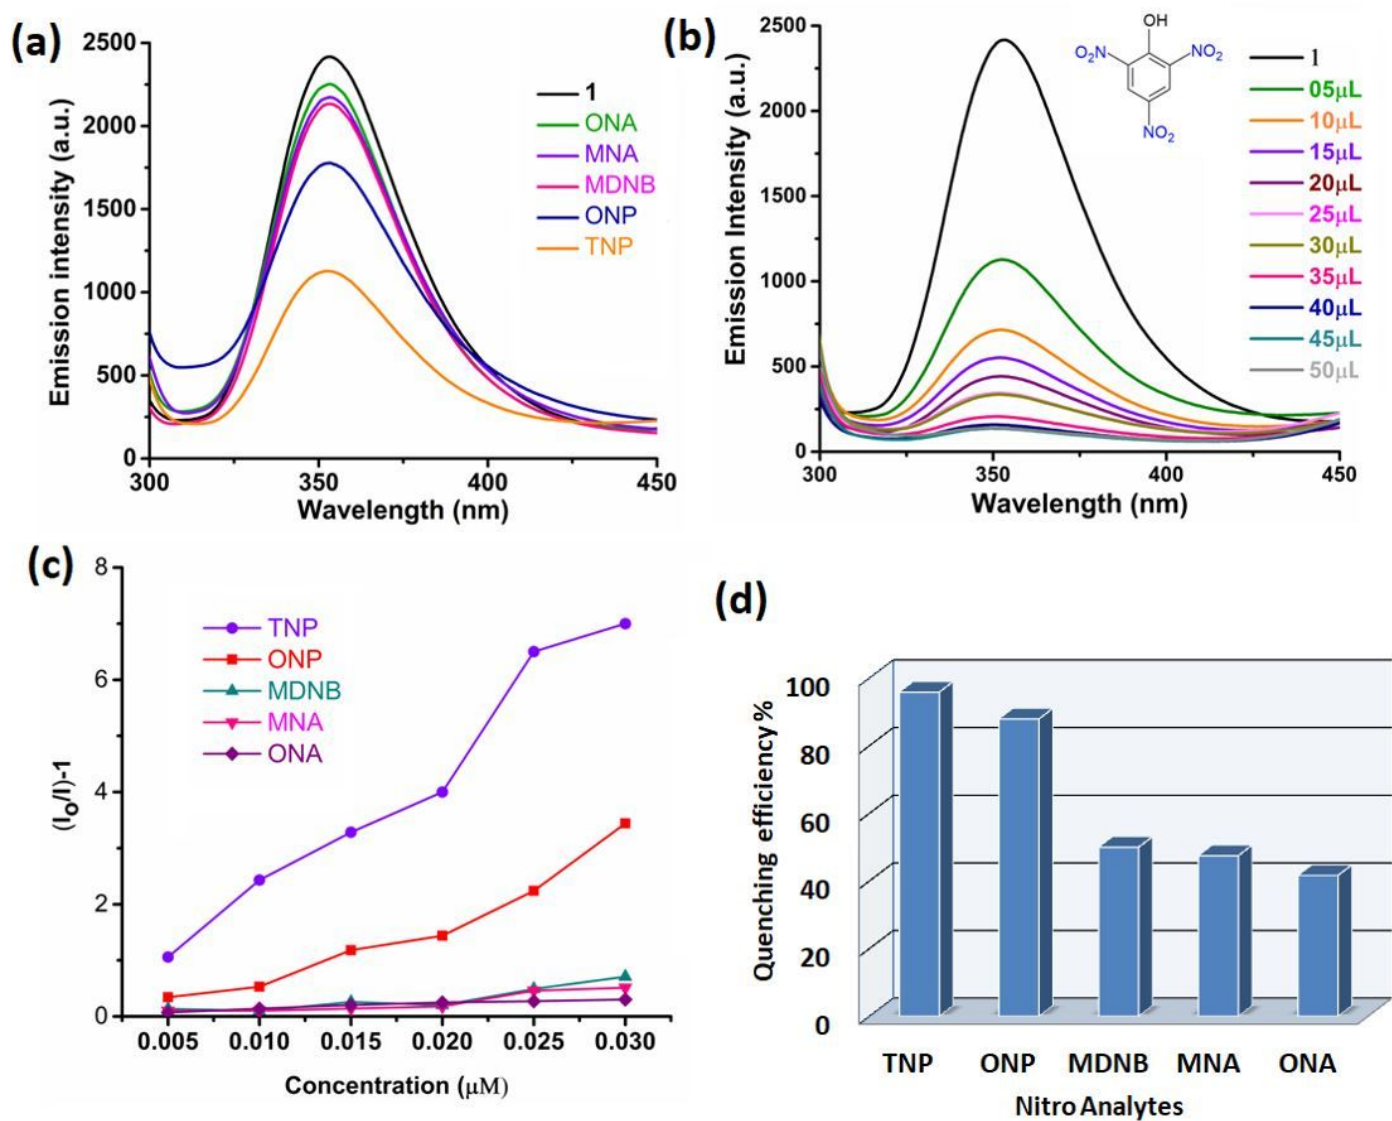 (a)
2500
2000
1500
1000
500
0
300
350
400
450
Emission intensity (a.u.)
Wavelength (nm)
1
ONA
MNA
MDNB
ONP
TNP
(b)
2500
2000
1500
1000
500
0
300
350
400
450
Emission Intensity (a.u.)
Wavelength (nm)
OH
O₂N
NO₂
NO₂
1
05μL
10μL
15μL
20μL
25μL
30μL
35μL
40μL
45μL
50μL
(c)
8
6
4
2
0
0.005 0.010 0.015 0.020 0.025 0.030
(Iₒ/I)-1
Concentration (μM)
TNP
ONP
MDNB
MNA
ONA
(d)
100
80
60
40
20
0
Quenching efficiency%
TNP ONP MDNB MNA ONA
Nitro Analytes